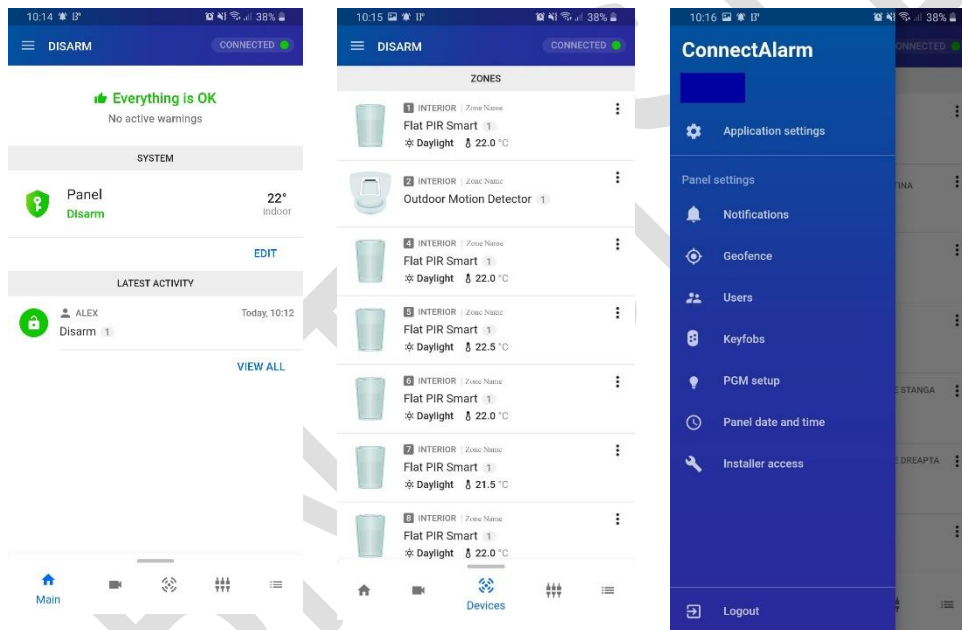 10:14
38%
DISARM
CONNECTED
Everything is OK
No active warnings
SYSTEM
Panel
Disarm
22°
Indoor
EDIT
LATEST ACTIVITY
ALEX
Today, 10:12
Disarm 1
VIEW ALL
Main
10:15
38%
DISARM
CONNECTED
ZONES
1 INTERIOR | Zone Name
Flat PIR Smart 1
Daylight 22.0 °C
2 INTERIOR | Zone Name
Outdoor Motion Detector 1
4 INTERIOR | Zone Name
Flat PIR Smart 1
Daylight 22.0 °C
5 INTERIOR | Zone Name
Flat PIR Smart 1
Daylight 22.5 °C
6 INTERIOR | Zone Name
Flat PIR Smart 1
Daylight 22.0 °C
7 INTERIOR | Zone Name
Flat PIR Smart 1
Daylight 21.5 °C
8 INTERIOR | Zone Name
Flat PIR Smart 1
Daylight 22.0 °C
Devices
10:16
38%
ConnectAlarm
ONNECTED
Application settings
Panel settings
TINA
Notifications
Geofence
Users
Keyfobs
PGM setup
E STANGA
Panel date and time
Installer access
E DREAPTA
Logout